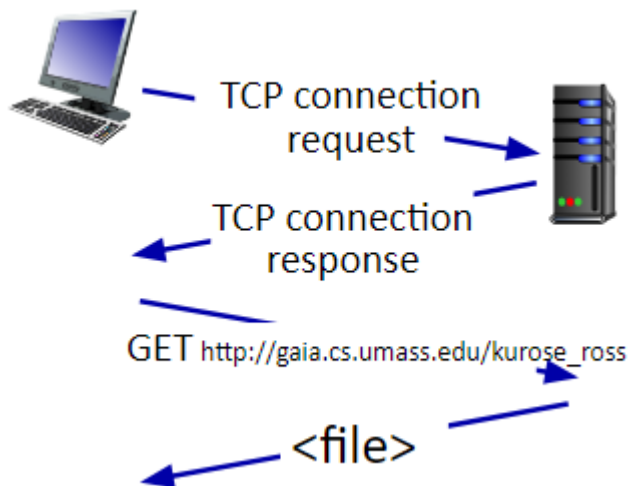 TCP connection
request
TCP connection
response
GET http://gaia.cs.umass.edu/kurose_ross
<file>